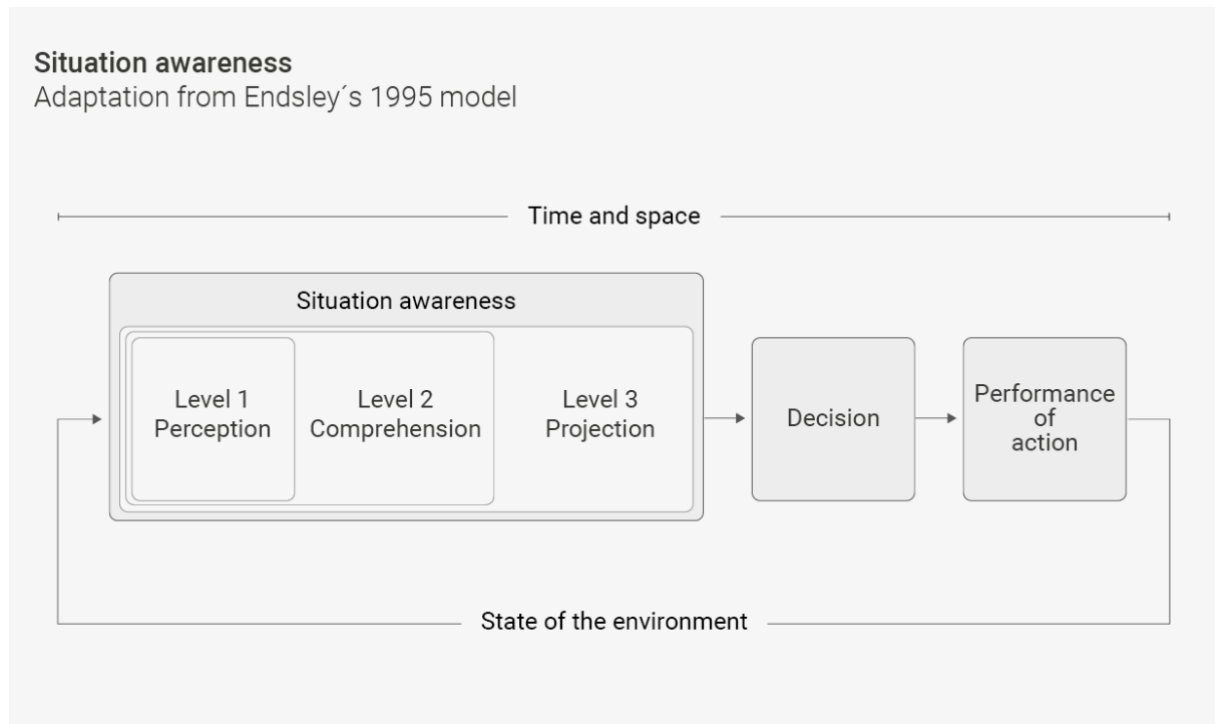 Situation awareness
Adaptation from Endsley´s 1995 model
Time and space
Situation awareness
Level 1
Perception
Level 2
Comprehension
Level 3
Projection
Decision
Performance
of
action
State of the environment